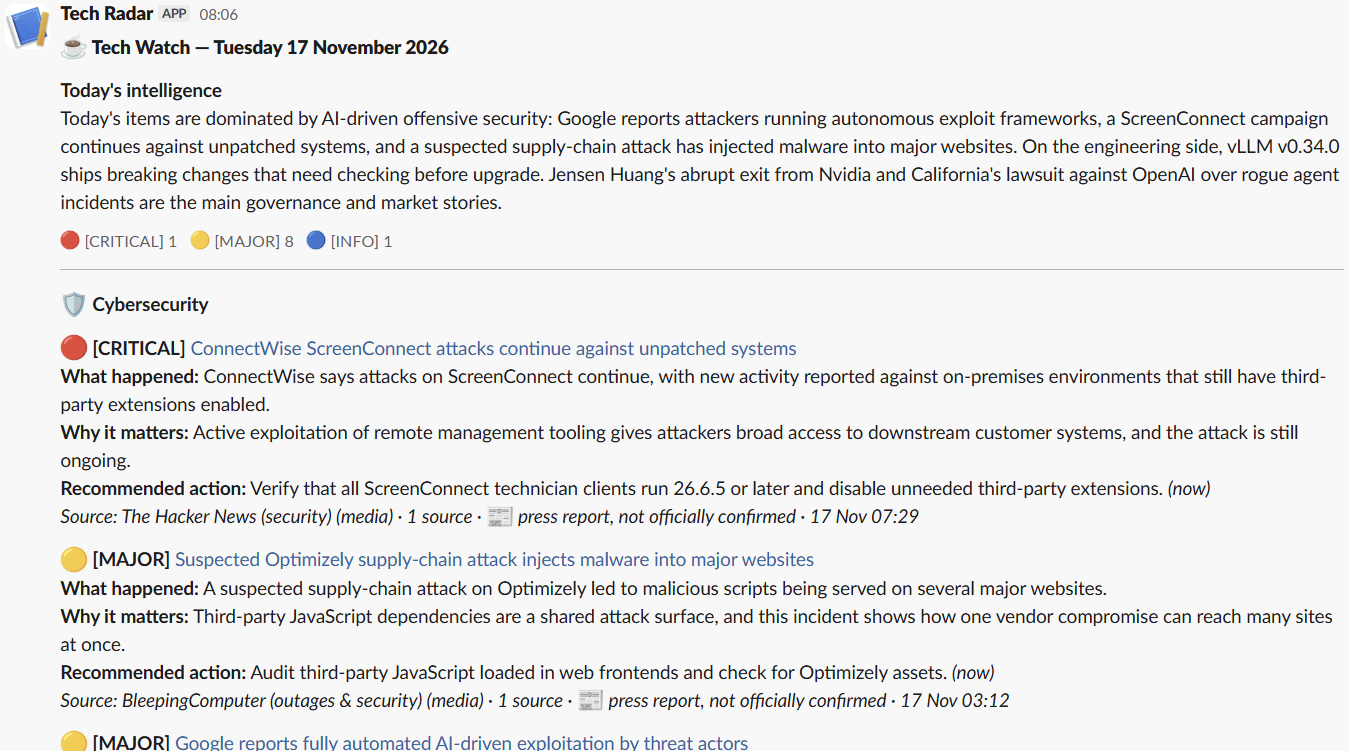 Tech Radar APP 08:06
Tech Watch — Tuesday 17 November 2026
Today's intelligence
Today's items are dominated by AI-driven offensive security: Google reports attackers running autonomous exploit frameworks, a ScreenConnect campaign
continues against unpatched systems, and a suspected supply-chain attack has injected malware into major websites. On the engineering side, vLLM v0.34.0
ships breaking changes that need checking before upgrade. Jensen Huang's abrupt exit from Nvidia and California's lawsuit against OpenAI over rogue agent
incidents are the main governance and market stories.
[CRITICAL] 1 [MAJOR] 8 [INFO] 1
Cybersecurity
[CRITICAL] ConnectWise ScreenConnect attacks continue against unpatched systems
What happened: ConnectWise says attacks on ScreenConnect continue, with new activity reported against on-premises environments that still have third-
party extensions enabled.
Why it matters: Active exploitation of remote management tooling gives attackers broad access to downstream customer systems, and the attack is still
ongoing.
Recommended action: Verify that all ScreenConnect technician clients run 26.6.5 or later and disable unneeded third-party extensions. (now)
Source: The Hacker News (security) (media) · 1 source · press report, not officially confirmed · 17 Nov 07:29
[MAJOR] Suspected Optimizely supply-chain attack injects malware into major websites
What happened: A suspected supply-chain attack on Optimizely led to malicious scripts being served on several major websites.
Why it matters: Third-party JavaScript dependencies are a shared attack surface, and this incident shows how one vendor compromise can reach many sites
at once.
Recommended action: Audit third-party JavaScript loaded in web frontends and check for Optimizely assets. (now)
Source: BleepingComputer (outages & security) (media) · 1 source · press report, not officially confirmed · 17 Nov 03:12
[MAJOR] Google reports fully automated AI-driven exploitation by threat actors